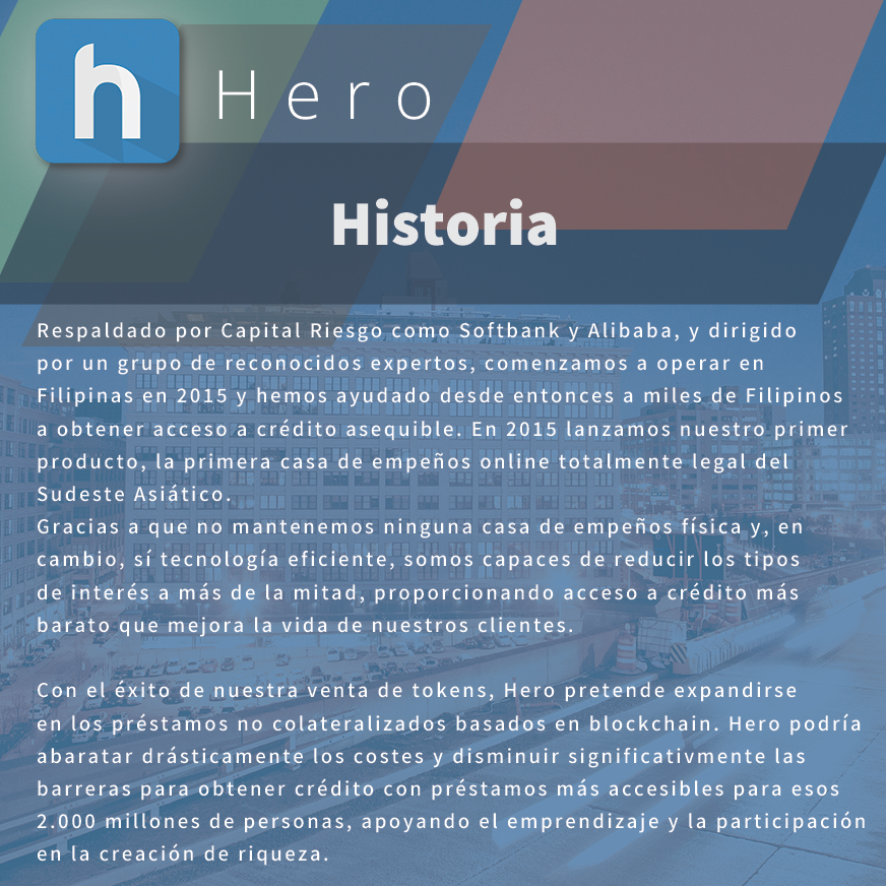 h Hero
Historia
Respaldado por Capital Riesgo como Softbank y Alibaba, y dirigido
por un grupo de reconocidos expertos, comenzamos a operar en
Filipinas en 2015 y hemos ayudado desde entonces a miles de Filipinos
a obtener acceso a crédito asequible. En 2015 lanzamos nuestro primer
producto, la primera casa de empeños online totalmente legal del
Sudeste Asiático.
Gracias a que no mantenemos ninguna casa de empeños física y, en
cambio, sí tecnología eficiente, somos capaces de reducir los tipos
de interés a más de la mitad, proporcionando acceso a crédito más
barato que mejora la vida de nuestros clientes.
Con el éxito de nuestra venta de tokens, Hero pretende expandirse
en los préstamos no colateralizados basados en blockchain. Hero podría
abaratar drásticamente los costes y disminuir significativmente las
barreras para obtener crédito con préstamos más accesibles para esos
2.000 millones de personas, apoyando el emprendizaje y la participación
en la creación de riqueza.